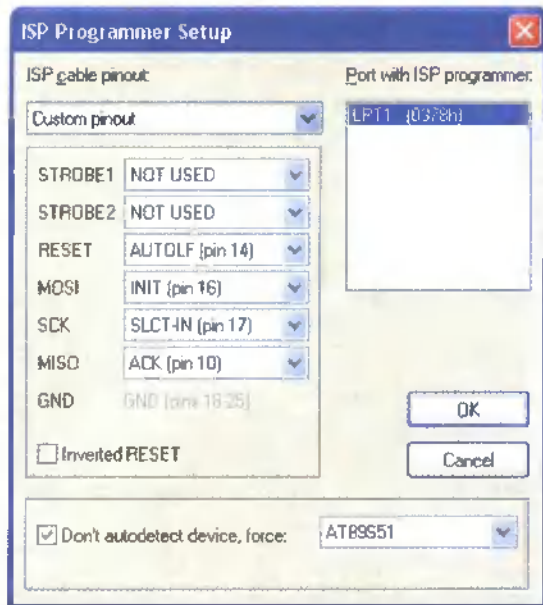 ISP Programmer Setup
ISP cable pinout:
Custom pinout
STROBE1 NOT USED
STROBE2 NOT USED
RESET AUTOLF (pin 14)
MOSI INIT (pin 16)
SCK SLCT-IN (pin 17)
MISO ACK (pin 10)
GND GND (pins 18-25)
Inverted RESET
Port with ISP programmer:
LPT1 (0378h)
OK
Cancel
Don't autodetect device, force: AT89S51